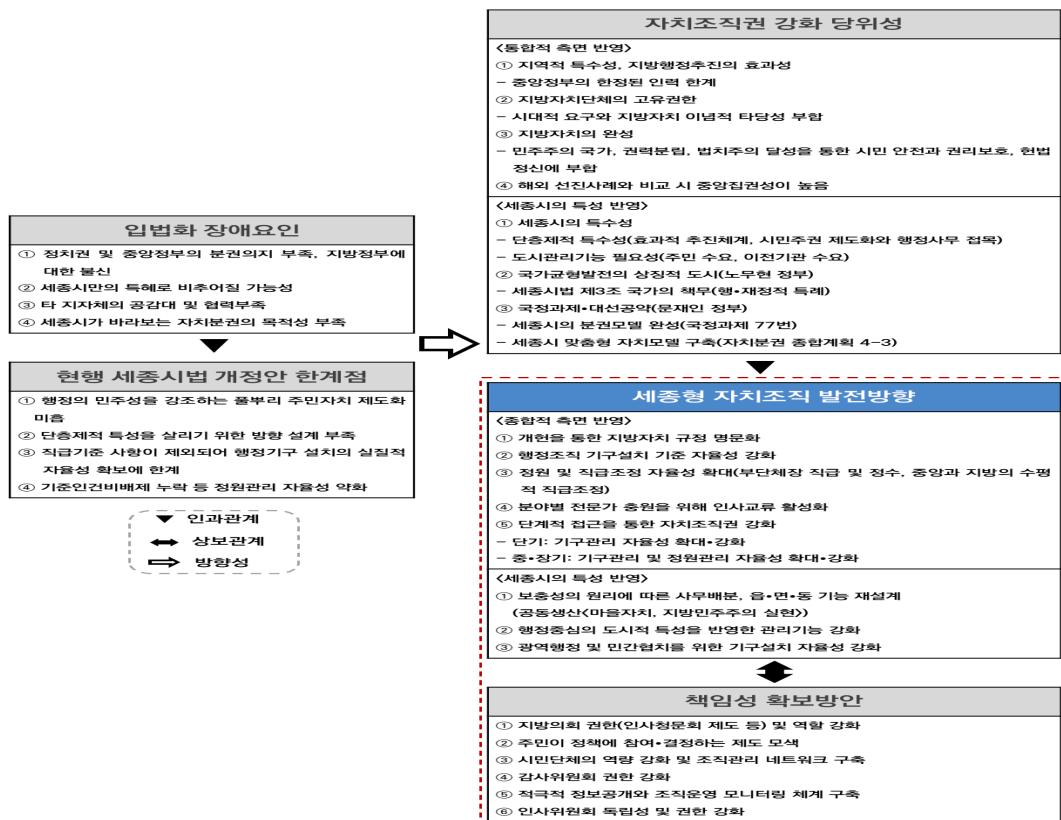 입법화 장애요인
① 정치권 및 중앙정부의 분권의지 부족, 지방정부에
대한 불신
② 세종시만의 특혜로 비추어질 가능성
③ 타 지자체의 공감대 및 협력부족
④ 세종시가 바라보는 자치분권의 목적성 부족
현행 세종시법 개정안 한계점
① 행정의 민주성을 강조하는 풀뿌리 주민자치 제도화
미흡
② 단층제적 특성을 살리기 위한 방향 설계 부족
③ 직급기준 사항이 제외되어 행정기구 설치의 실질적
자율성 확보에 한계
④ 기준인건비배제 누락 등 정원관리 자율성 약화
인과관계
상보관계
방향성
자치조직권 강화 당위성
<통합적 측면 반영>
① 지역적 특수성, 지방행정추진의 효과성
- 중앙정부의 한정된 인력 한계
② 지방자치단체의 고유권한
- 시대적 요구와 지방자치 이념적 타당성 부합
③ 지방자치의 완성
- 민주주의 국가, 권력분립, 법치주의 달성을 통한 시민 안전과 권리보호, 헌법
정신에 부합
④ 해외 선진사례와 비교 시 중앙집권성이 높음
<세종시의 특성 반영>
① 세종시의 특수성
- 단층제적 특수성(효과적 추진체계, 시민주권 제도화와 행정사무 접목)
- 도시관리기능 필요성(주민 수요, 이전기관 수요)
② 국가균형발전의 상징적 도시(노무현 정부)
- 세종시법 제3조 국가의 책무(행•재정적 특례)
③ 국정과제•대선공약(문재인 정부)
- 세종시의 분권모델 완성(국정과제 77번)
- 세종시 맞춤형 자치모델 구축(자치분권 종합계획 4-3)
세종형 자치조직 발전방향
<종합적 측면 반영>
① 개헌을 통한 지방자치 규정 명문화
② 행정조직 기구설치 기준 자율성 강화
③ 정원 및 직급조정 자율성 확대(부단체장 직급 및 정수, 중앙과 지방의 수평
적 직급조정)
④ 분야별 전문가 충원을 위해 인사교류 활성화
⑤ 단계적 접근을 통한 자치조직권 강화
- 단기: 기구관리 자율성 확대•강화
- 중•장기: 기구관리 및 정원관리 자율성 확대•강화
<세종시의 특성 반영>
① 보충성의 원리에 따른 사무배분, 읍•면•동 기능 재설계
(공동생산<마을자치, 지방민주주의 실현>)
② 행정중심의 도시적 특성을 반영한 관리기능 강화
③ 광역행정 및 민간협치를 위한 기구설치 자율성 강화
책임성 확보방안
① 지방의회 권한(인사청문회 제도 등) 및 역할 강화
② 주민이 정책에 참여•결정하는 제도 모색
③ 시민단체의 역량 강화 및 조직관리 네트워크 구축
④ 감사위원회 권한 강화
⑤ 적극적 정보공개와 조직운영 모니터링 체계 구축
⑥ 인사위원회 독립성 및 권한 강화